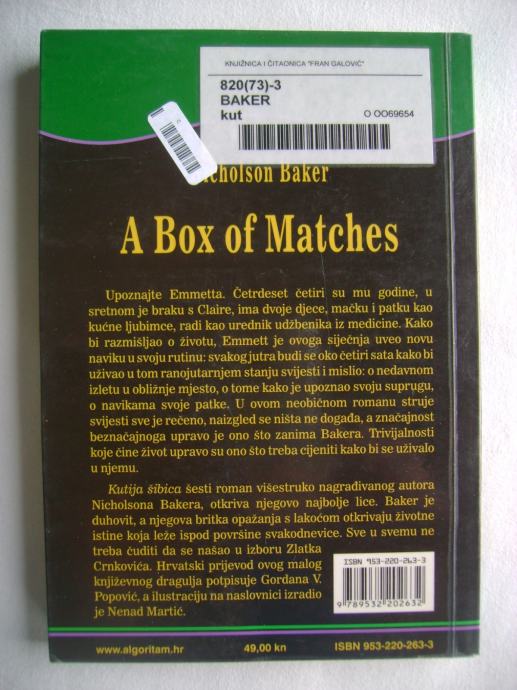 KNJIŽNICA I ČITAONICA "FRAN GALOVIĆ"
820(73)-3
BAKER
kut
O OO69654
Nicholson Baker
A Box of Matches
Upoznajte Emmetta. Četrdeset četiri su mu godine, u
sretnom je braku s Claire, ima dvoje djece, mačku i patku kao
kućne ljubimce, radi kao urednik udžbenika iz medicine. Kako
bi razmišljao o životu, Emmett je ovoga siječnja uveo novu
naviku u svoju rutinu: svakog jutra budi se oko četiri sata kako bi
uživao u tom ranojutarnjem stanju svijesti i mislio: o nedavnom
izletu u obližnje mjesto, o tome kako je upoznao svoju suprugu,
o navikama svoje patke. U ovom neobičnom romanu struje
svijesti sve je rečeno, naizgled se ništa ne događa, a značajnost
beznačajnoga upravo je ono što zanima Bakera. Trivijalnosti
koje čine život upravo su ono što treba cijeniti kako bi se uživalo
u njemu.
Kutija šibica šesti roman višestruko nagrađivanog autora
Nicholsona Bakera, otkriva njegovo najbolje lice. Baker je
duhovit, a njegova britka opažanja s lakoćom otkrivaju životne
istine koja leže ispod površine svakodnevice. Sve u svemu ne
treba čuditi da se našao u izboru Zlatka
Crnkovića. Hrvatski prijevod ovog malog
književnog dragulja potpisuje Gordana V.
Popović, a ilustraciju na naslovnici izradio
je Nenad Martić.
ISBN 953-220-263-3
9 789532 202632
www.algoritam.hr
49,00 kn
ISBN 953-220-263-3